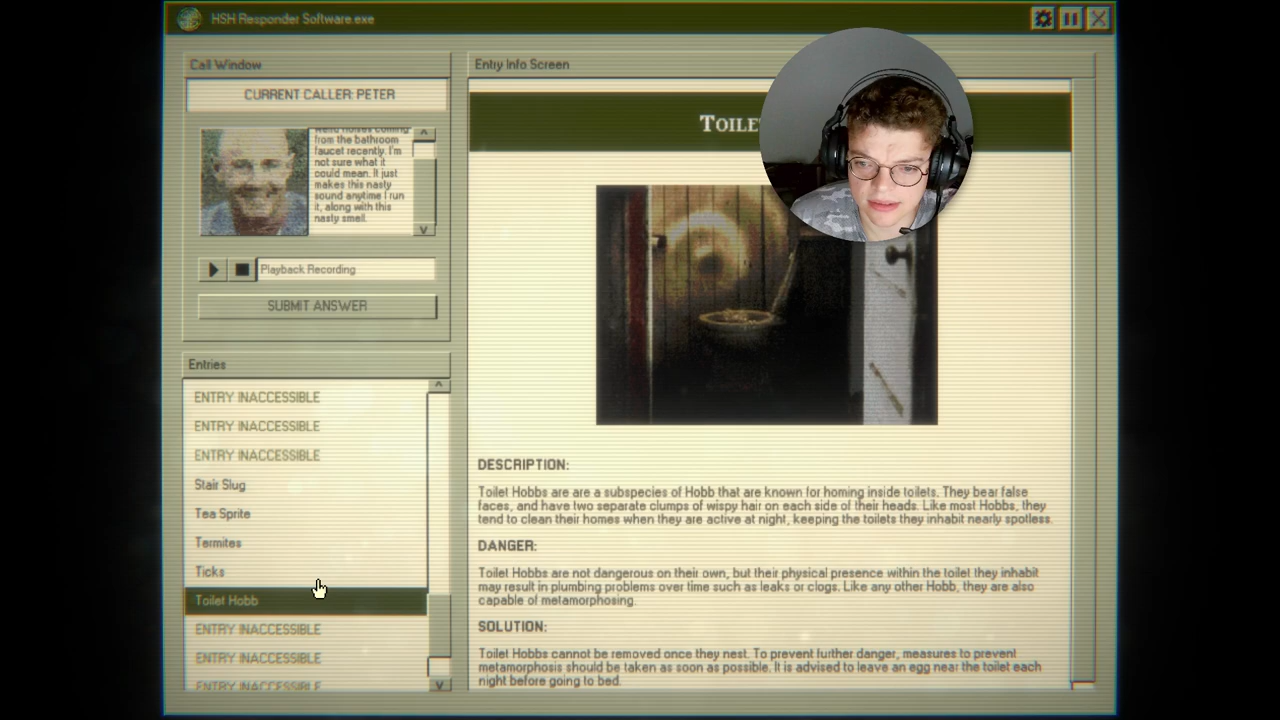 HSH Responder Software.exe
Call Window
CURRENT CALLER: PETER
weird noises coming
from the bathroom
faucet recently. I'm
not sure what it
could mean. It just
makes this nasty
sound anytime I run
it, along with this
nasty smell.
Playback Recording
SUBMIT ANSWER
Entries
ENTRY INACCESSIBLE
ENTRY INACCESSIBLE
ENTRY INACCESSIBLE
Stair Slug
Tea Sprite
Termites
Ticks
Toilet Hobb
ENTRY INACCESSIBLE
ENTRY INACCESSIBLE
ENTRY INACCESSIBLE
Entry Info Screen
DESCRIPTION:
Toilet Hobbs are are a subspecies of Hobb that are known for homing inside toilets. They bear false
faces, and have two separate clumps of wispy hair on each side of their heads. Like most Hobbs, they
tend to clean their homes when they are active at night, keeping the toilets they inhabit nearly spotless.
DANGER:
Toilet Hobbs are not dangerous on their own, but their physical presence within the toilet they inhabit
may result in plumbing problems over time such as leaks or clogs. Like any other Hobb, they are also
capable of metamorphosing.
SOLUTION:
Toilet Hobbs cannot be removed once they nest. To prevent further danger, measures to prevent
metamorphosis should be taken as soon as possible. It is advised to leave an egg near the toilet each
night before going to bed.